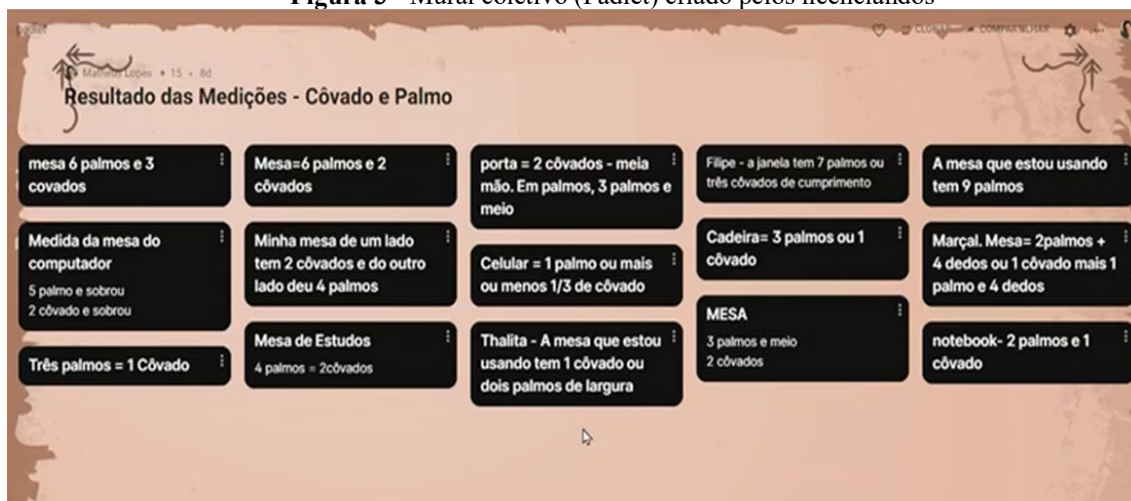 Mural coletivo (Padlet) criado pelos licenciandos
Matheus Lopes + 15 • 8d
COMPARTILHAR
Resultado das Medições - Côvado e Palmo
mesa 6 palmos e 3
covados
Medida da mesa do
computador
5 palmo e sobrou
2 côvado e sobrou
Três palmos = 1 Côvado
Mesa=6 palmos e 2
côvados
Minha mesa de um lado
tem 2 côvados e do outro
lado deu 4 palmos
Mesa de Estudos
4 palmos = 2côvados
porta = 2 côvados - meia
mão. Em palmos, 3 palmos e
meio
Celular = 1 palmo ou mais
ou menos 1/3 de côvado
Thalita - A mesa que estou
usando tem 1 côvado ou
dois palmos de largura
Filipe - a janela tem 7 palmos ou
três côvados de cumprimento
Cadeira= 3 palmos ou 1
côvado
MESA
3 palmos e meio
2 côvados
A mesa que estou usando
tem 9 palmos
Marçal. Mesa= 2palmos +
4 dedos ou 1 côvado mais 1
palmo e 4 dedos
notebook- 2 palmos e 1
côvado